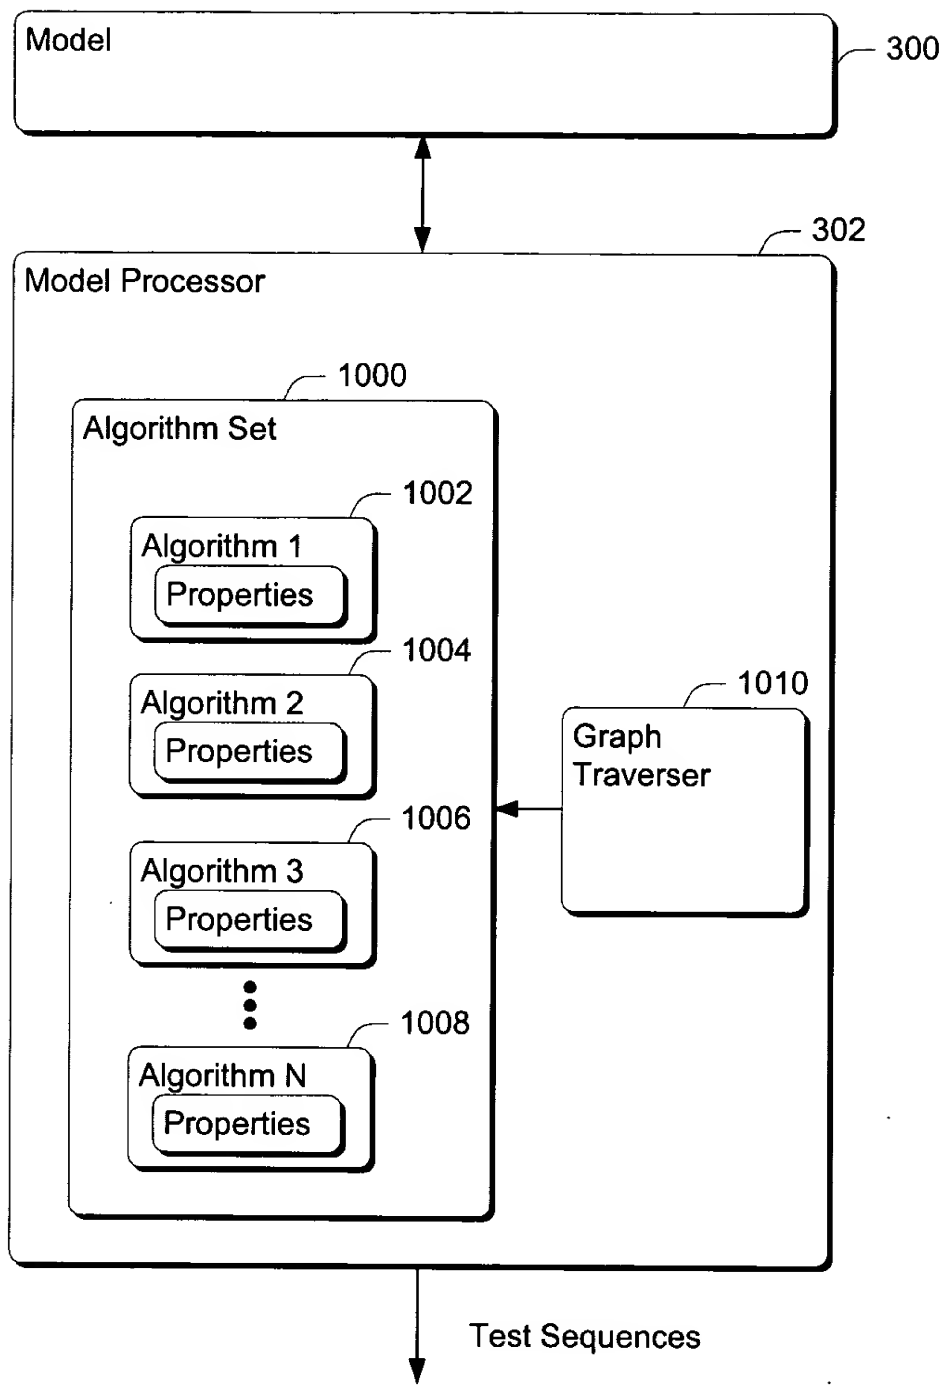 Model
300
302
Model Processor
1000
Algorithm Set
1002
Algorithm 1
Properties
1004
Algorithm 2
Properties
1010
Graph
Traverser
1006
Algorithm 3
Properties
1008
Algorithm N
Properties
Test Sequences